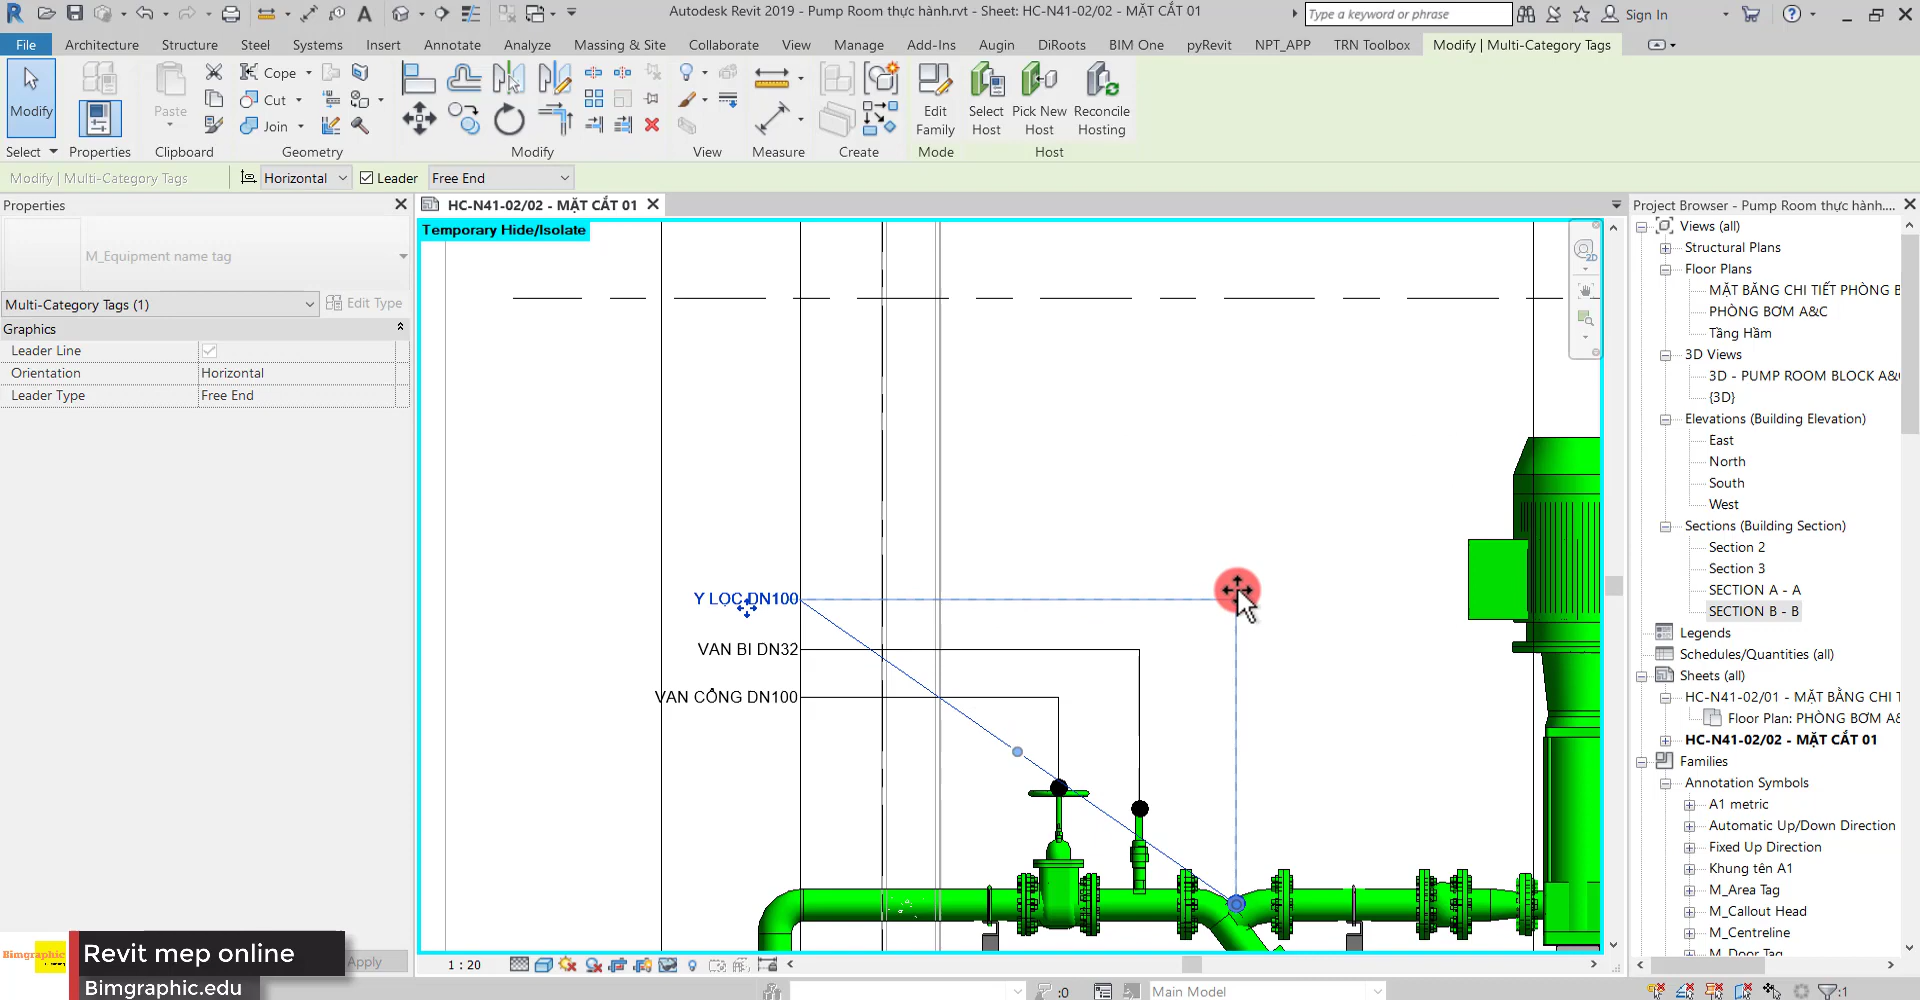 Autodesk Revit 2019 - Pump Room thực hành.rvt - Sheet: HC-N41-02/02 - MẶT CẮT 01
Type a keyword or phrase
Sign In
File
Architecture
Structure
Steel
Systems
Insert
Annotate
Analyze
Massing & Site
Collaborate
View
Manage
Add-Ins
Augin
DiRoots
BIM One
pyRevit
NPT_APP
TRN Toolbox
Modify | Multi-Category Tags
Modify
Paste
Cope
Cut
Join
Edit
Family
Select
Host
Pick New
Host
Reconcile
Hosting
Select
Properties
Clipboard
Geometry
Modify
View
Measure
Create
Mode
Host
Modify | Multi-Category Tags
Horizontal
Leader
Free End
Properties
M_Equipment name tag
Multi-Category Tags (1)
Edit Type
Graphics
Leader Line
Orientation
Horizontal
Leader Type
Free End
Apply
HC-N41-02/02 - MẶT CẮT 01
Temporary Hide/Isolate
2D
Y LỌC DN100
VAN BI DN32
VAN CỔNG DN100
Project Browser - Pump Room thực hành....
Views (all)
Structural Plans
Floor Plans
MẶT BẰNG CHI TIẾT PHÒNG B
PHÒNG BƠM A&C
Tầng Hầm
3D Views
3D - PUMP ROOM BLOCK A&
{3D}
Elevations (Building Elevation)
East
North
South
West
Sections (Building Section)
Section 2
Section 3
SECTION A - A
SECTION B - B
Legends
Schedules/Quantities (all)
Sheets (all)
HC-N41-02/01 - MẶT BẰNG CHI T
Floor Plan: PHÒNG BƠM A&
HC-N41-02/02 - MẶT CẮT 01
Families
Annotation Symbols
A1 metric
Automatic Up/Down Direction
Fixed Up Direction
Khung tên A1
M_Area Tag
M_Callout Head
M_Centreline
M_Door Tag
1 : 20
:0
Main Model
:1
Bimgraphic
Revit mep online
Bimgraphic.edu